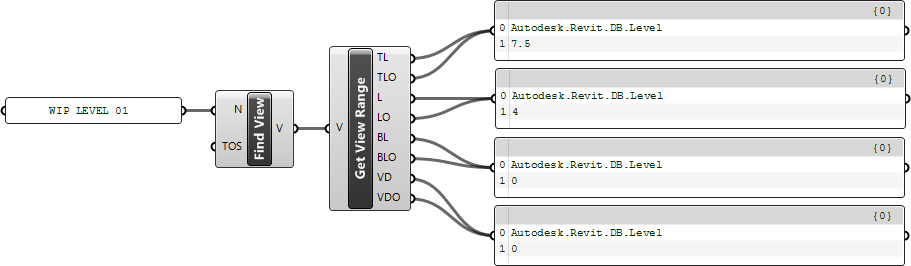 WIP LEVEL 01
N
TOS
Find View
V
V
Get View Range
TL
TLO
L
LO
BL
BLO
VD
VDO
{0}
0 Autodesk.Revit.DB.Level
1 7.5
{0}
0 Autodesk.Revit.DB.Level
1 4
{0}
0 Autodesk.Revit.DB.Level
1 0
{0}
0 Autodesk.Revit.DB.Level
1 0